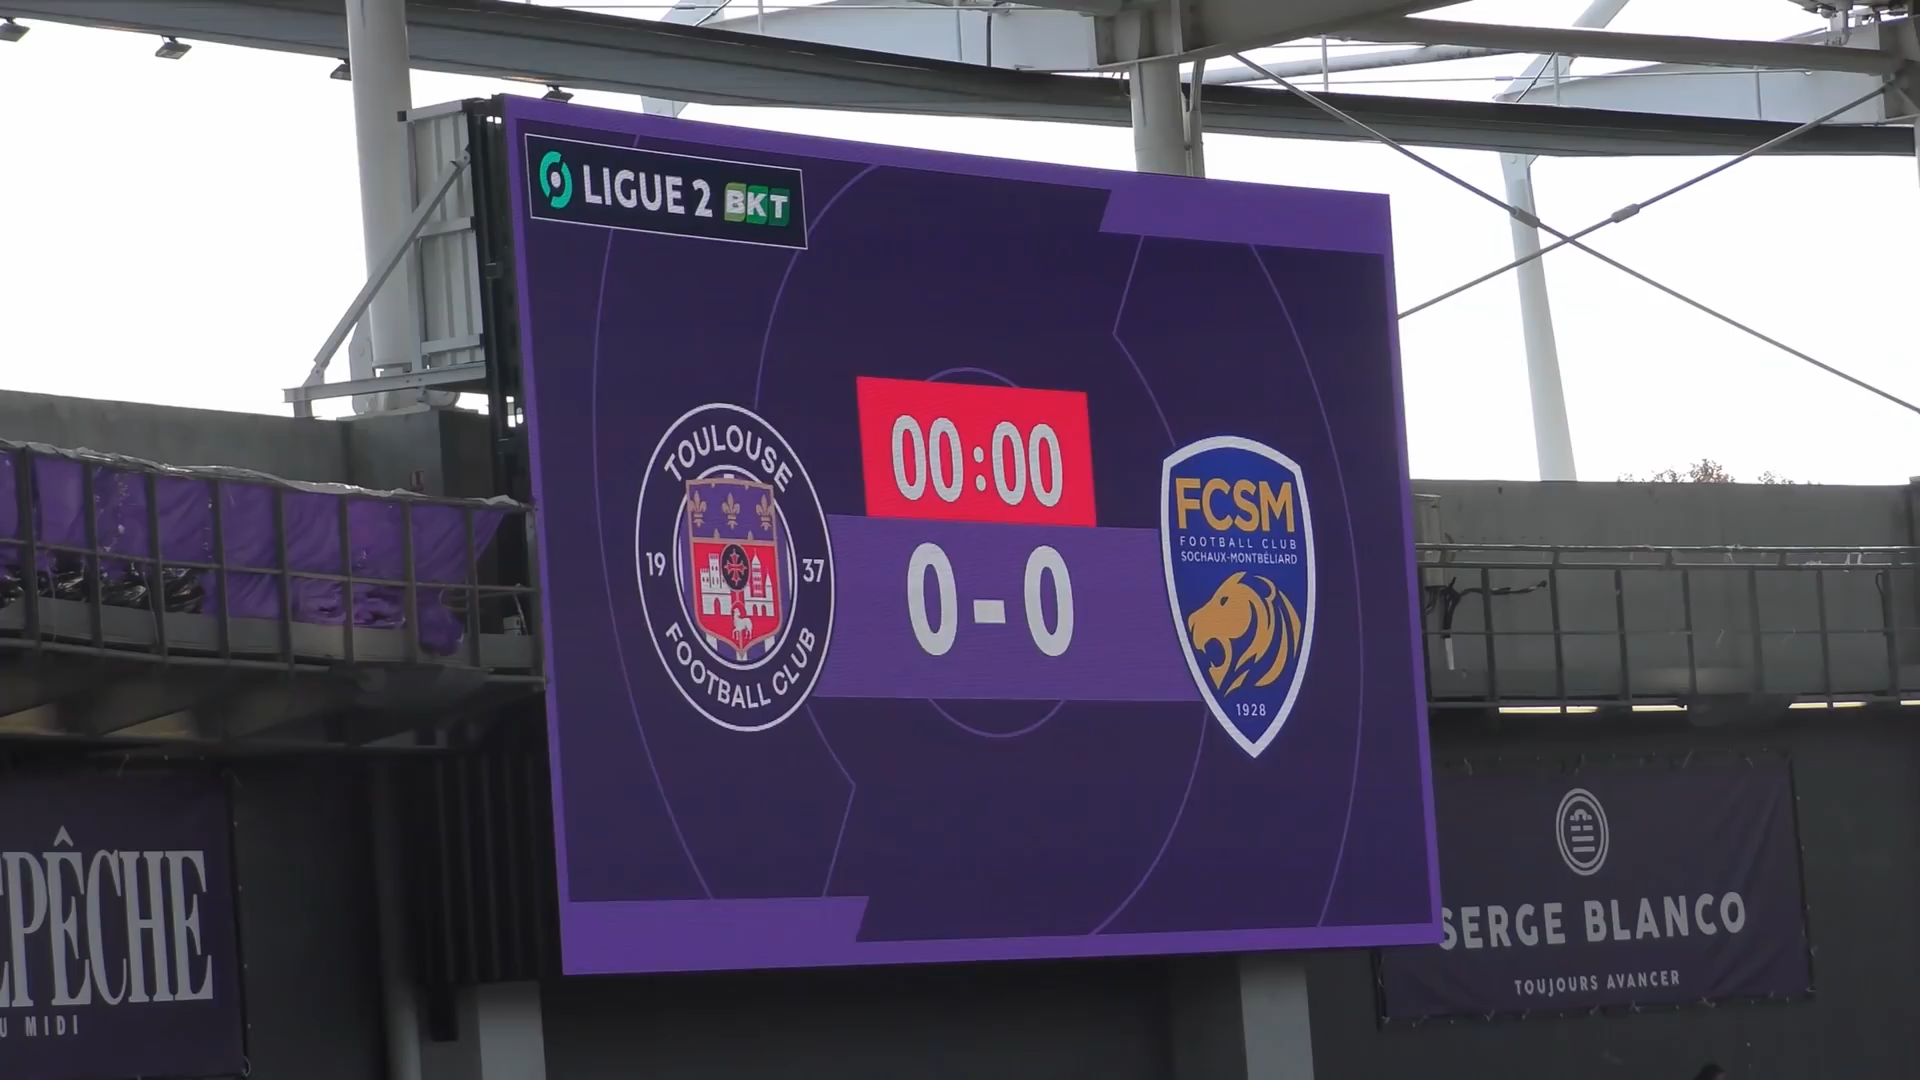 LIGUE 2 BKT
00:00
TOULOUSE
19 37
FOOTBALL CLUB
0-0
FCSM
FOOTBALL CLUB
SOCHAUX-MONTBÉLIARD
1928
PÊCHE
U MIDI
SERGE BLANCO
TOUJOURS AVANCER